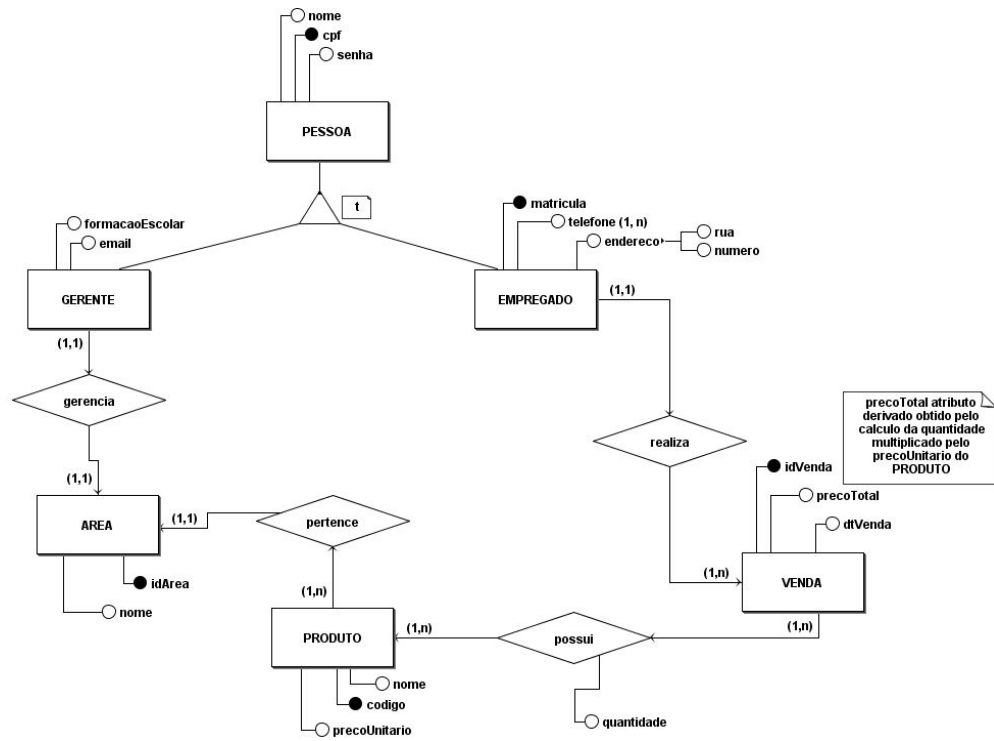 nome
cpf
senha
PESSOA
t
formacaoEscolar
email
GERENTE
matricula
telefone (1, n)
endereco
rua
numero
EMPREGADO
(1,1)
(1,1)
gerencia
realiza
precoTotal atributo
derivado obtido pelo
calculo da quantidade
multiplicado pelo
precoUnitario do
PRODUTO
idVenda
precoTotal
dtVenda
(1,1)
AREA
(1,1)
pertence
idArea
nome
(1,n)
VENDA
(1,n)
(1,n)
PRODUTO
(1,n)
possui
nome
codigo
precoUnitario
quantidade